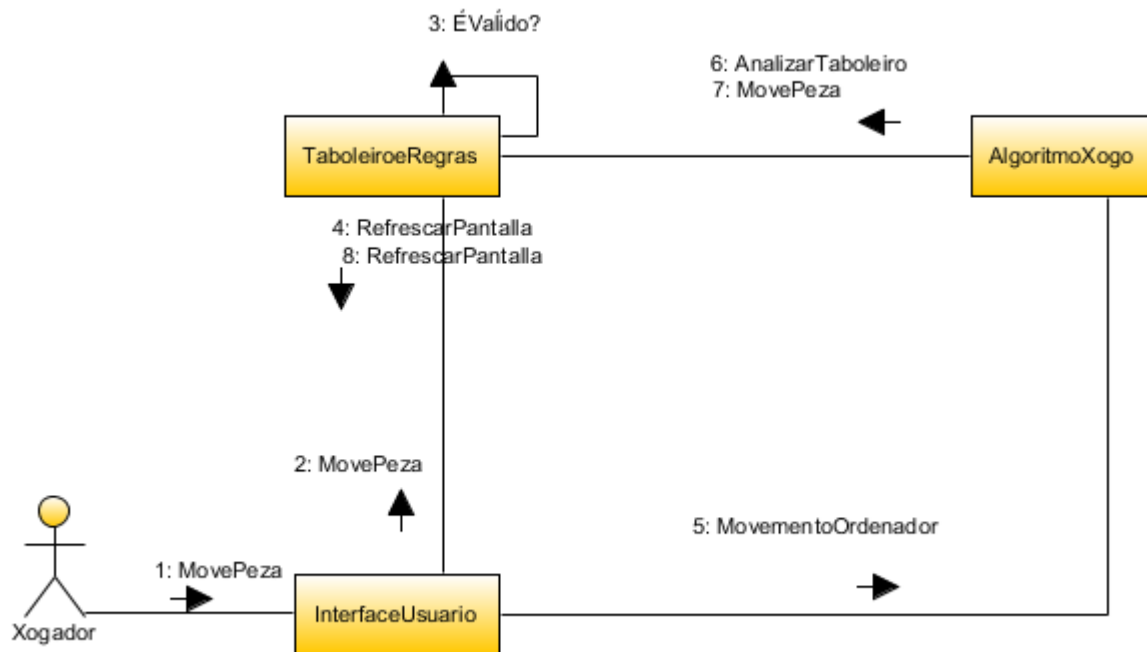 3: ÉValído?
6: AnalizarTaboleiro
7: MovePeza
TaboleiroeRegras
AlgoritmoXogo
4: RefrescarPantalla
8: RefrescarPantalla
2: MovePeza
5: MovementoOrdenador
1: MovePeza
InterfaceUsuario
Xogador